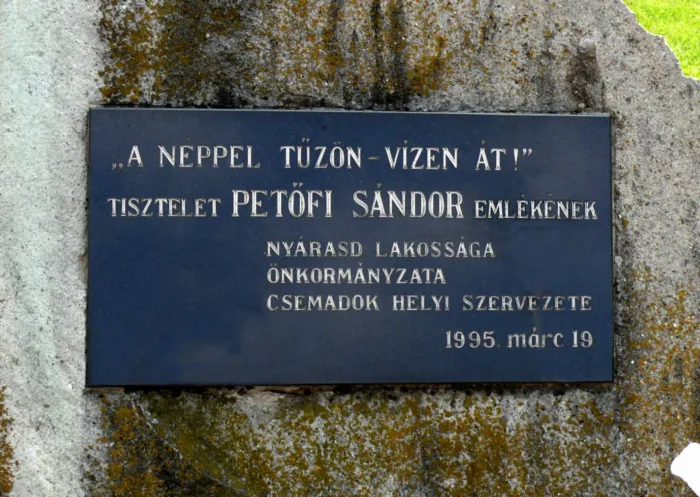 „A NÉPPEL TŰZÖN – VÍZEN ÁT!”
TISZTELET PETŐFI SÁNDOR EMLÉKÉNEK
NYÁRASD LAKOSSÁGA
ÖNKORMÁNYZATA
CSEMADOK HELYI SZERVEZETE
1995. márc 19